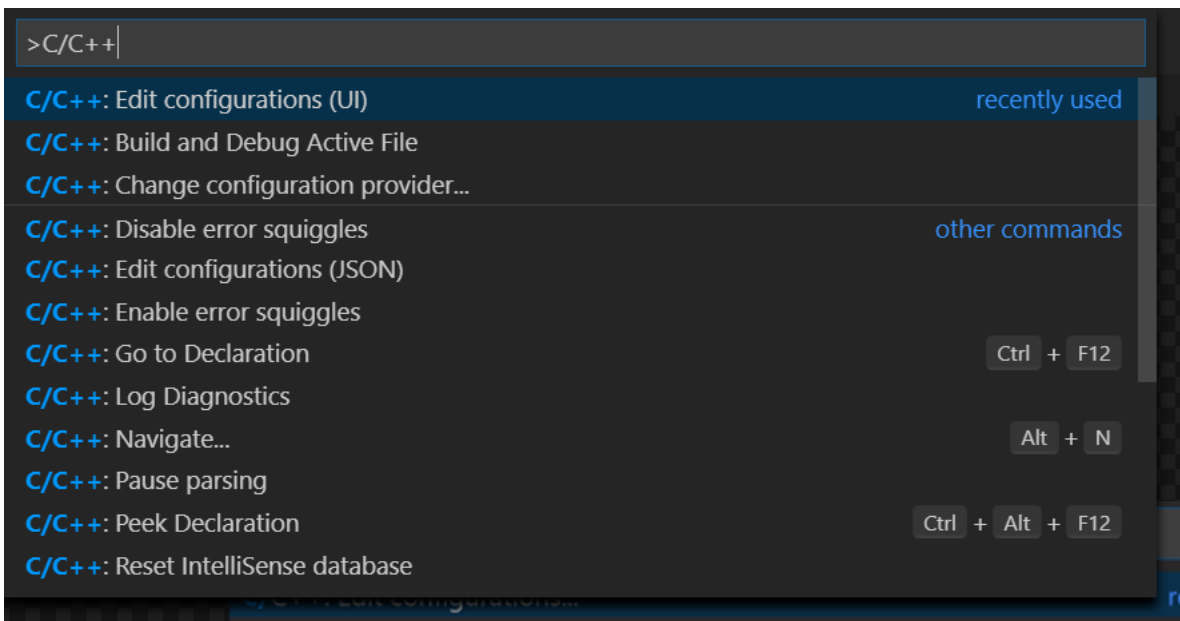 >C/C++
C/C++: Edit configurations (UI) recently used
C/C++: Build and Debug Active File
C/C++: Change configuration provider...
C/C++: Disable error squiggles other commands
C/C++: Edit configurations (JSON)
C/C++: Enable error squiggles
C/C++: Go to Declaration Ctrl + F12
C/C++: Log Diagnostics
C/C++: Navigate... Alt + N
C/C++: Pause parsing
C/C++: Peek Declaration Ctrl + Alt + F12
C/C++: Reset IntelliSense database
C/C++: Edit configurations...